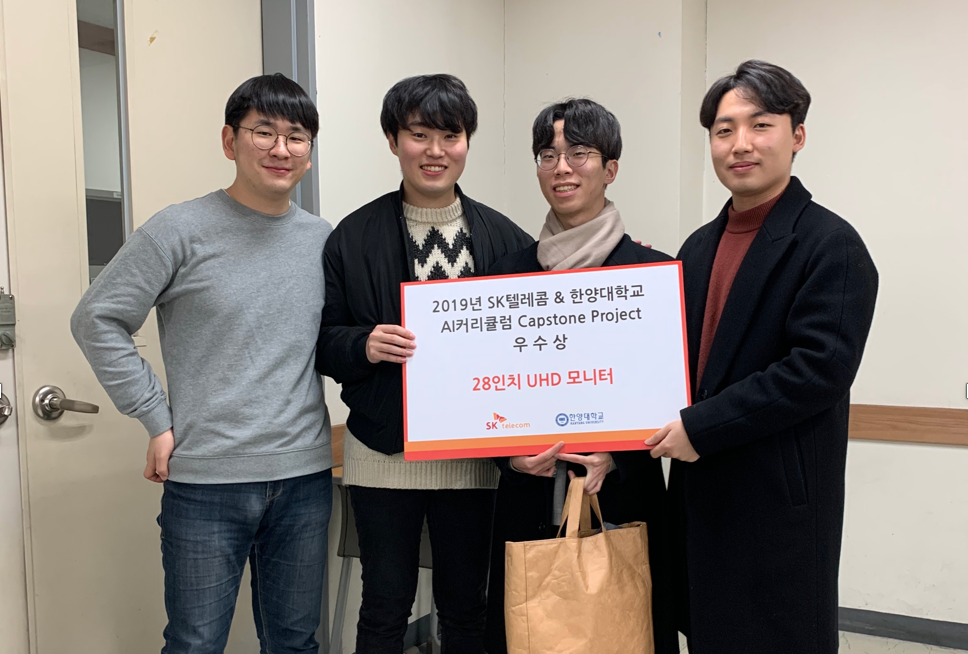 2019년 SK텔레콤 & 한양대학교
AI커리큘럼 Capstone Project
우 수 상
28인치 UHD 모니터
SK telecom
한양대학교
HANYANG UNIVERSITY